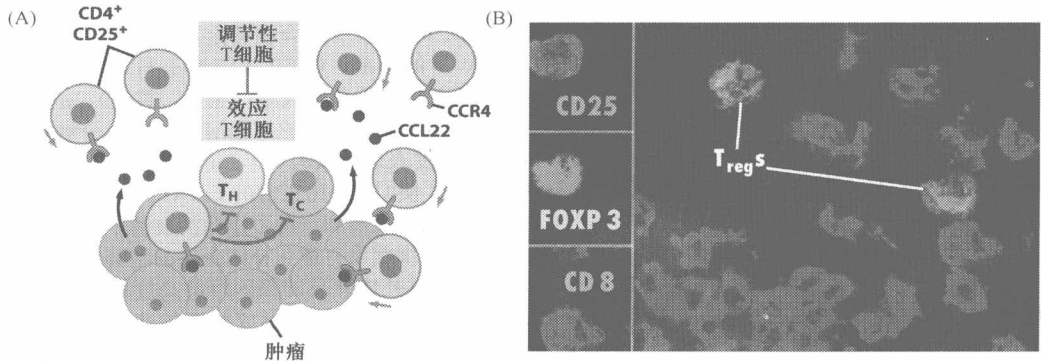 (A)
CD4+
CD25+
调节性
T细胞
效应
T细胞
CCR4
CCL22
TH
TC
肿瘤
(B)
CD25
FOXP 3
CD 8
Tregs